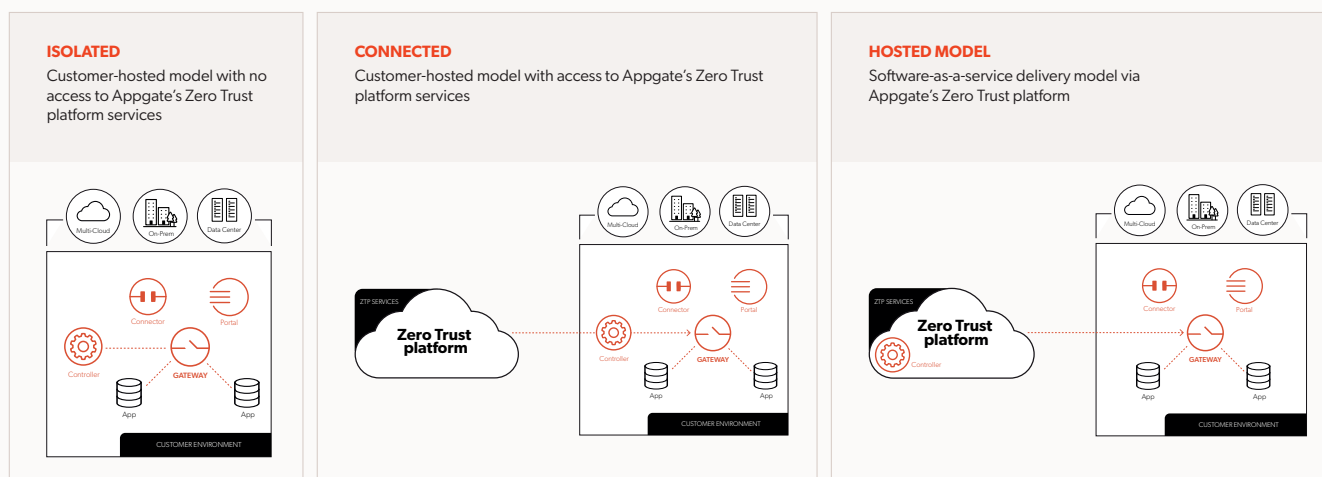 ISOLATED
Customer-hosted model with no
access to Appgate's Zero Trust
platform services
Multi-Cloud
On-Prem
Data Center
Connector
Portal
Controller
GATEWAY
App
App
CUSTOMER ENVIRONMENT
CONNECTED
Customer-hosted model with access to Appgate's Zero Trust
platform services
ZTP SERVICES
Zero Trust
platform
Multi-Cloud
On-Prem
Data Center
Connector
Portal
Controller
GATEWAY
App
App
CUSTOMER ENVIRONMENT
HOSTED MODEL
Software-as-a-service delivery model via
Appgate's Zero Trust platform
ZTP SERVICES
Zero Trust
platform
Controller
Multi-Cloud
On-Prem
Data Center
Connector
Portal
GATEWAY
App
App
CUSTOMER ENVIRONMENT